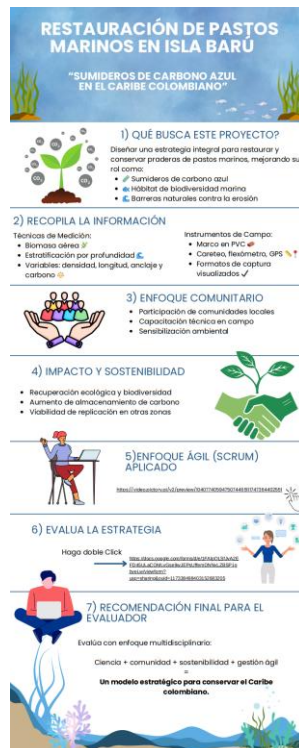 RESTAURACIÓN DE PASTOS
MARINOS EN ISLA BARÚ
"SUMIDEROS DE CARBONO AZUL
EN EL CARIBE COLOMBIANO"
1) QUÉ BUSCA ESTE PROYECTO?
Diseñar una estrategia integral para restaurar y
conservar praderas de pastos marinos, mejorando su
rol como:
Sumideros de carbono azul
Hábitat de biodiversidad marina
Barreras naturales contra la erosión
2) RECOPILA LA INFORMACIÓN
Técnicas de Medición:
Biomasa aérea
Estratificación por profundidad
Variables: densidad, longitud, anclaje y
carbono
Instrumentos de Campo:
Marco en PVC
Careteo, flexómetro, GPS
Formatos de captura
visualizados
3) ENFOQUE COMUNITARIO
Participación de comunidades locales
Capacitación técnica en campo
Sensibilización ambiental
4) IMPACTO Y SOSTENIBILIDAD
Recuperación ecológica y biodiversidad
Aumento de almacenamiento de carbono
Viabilidad de replicación en otras zonas
5)ENFOQUE ÁGIL (SCRUM)
APLICADO
6) EVALUA LA ESTRATEGIA
Haga doble Click
7) RECOMENDACIÓN FINAL PARA EL
EVALUADOR
Evalúa con enfoque multidisciplinario:
Ciencia + comunidad + sostenibilidad + gestión ágil
=
Un modelo estratégico para conservar el Caribe
colombiano.